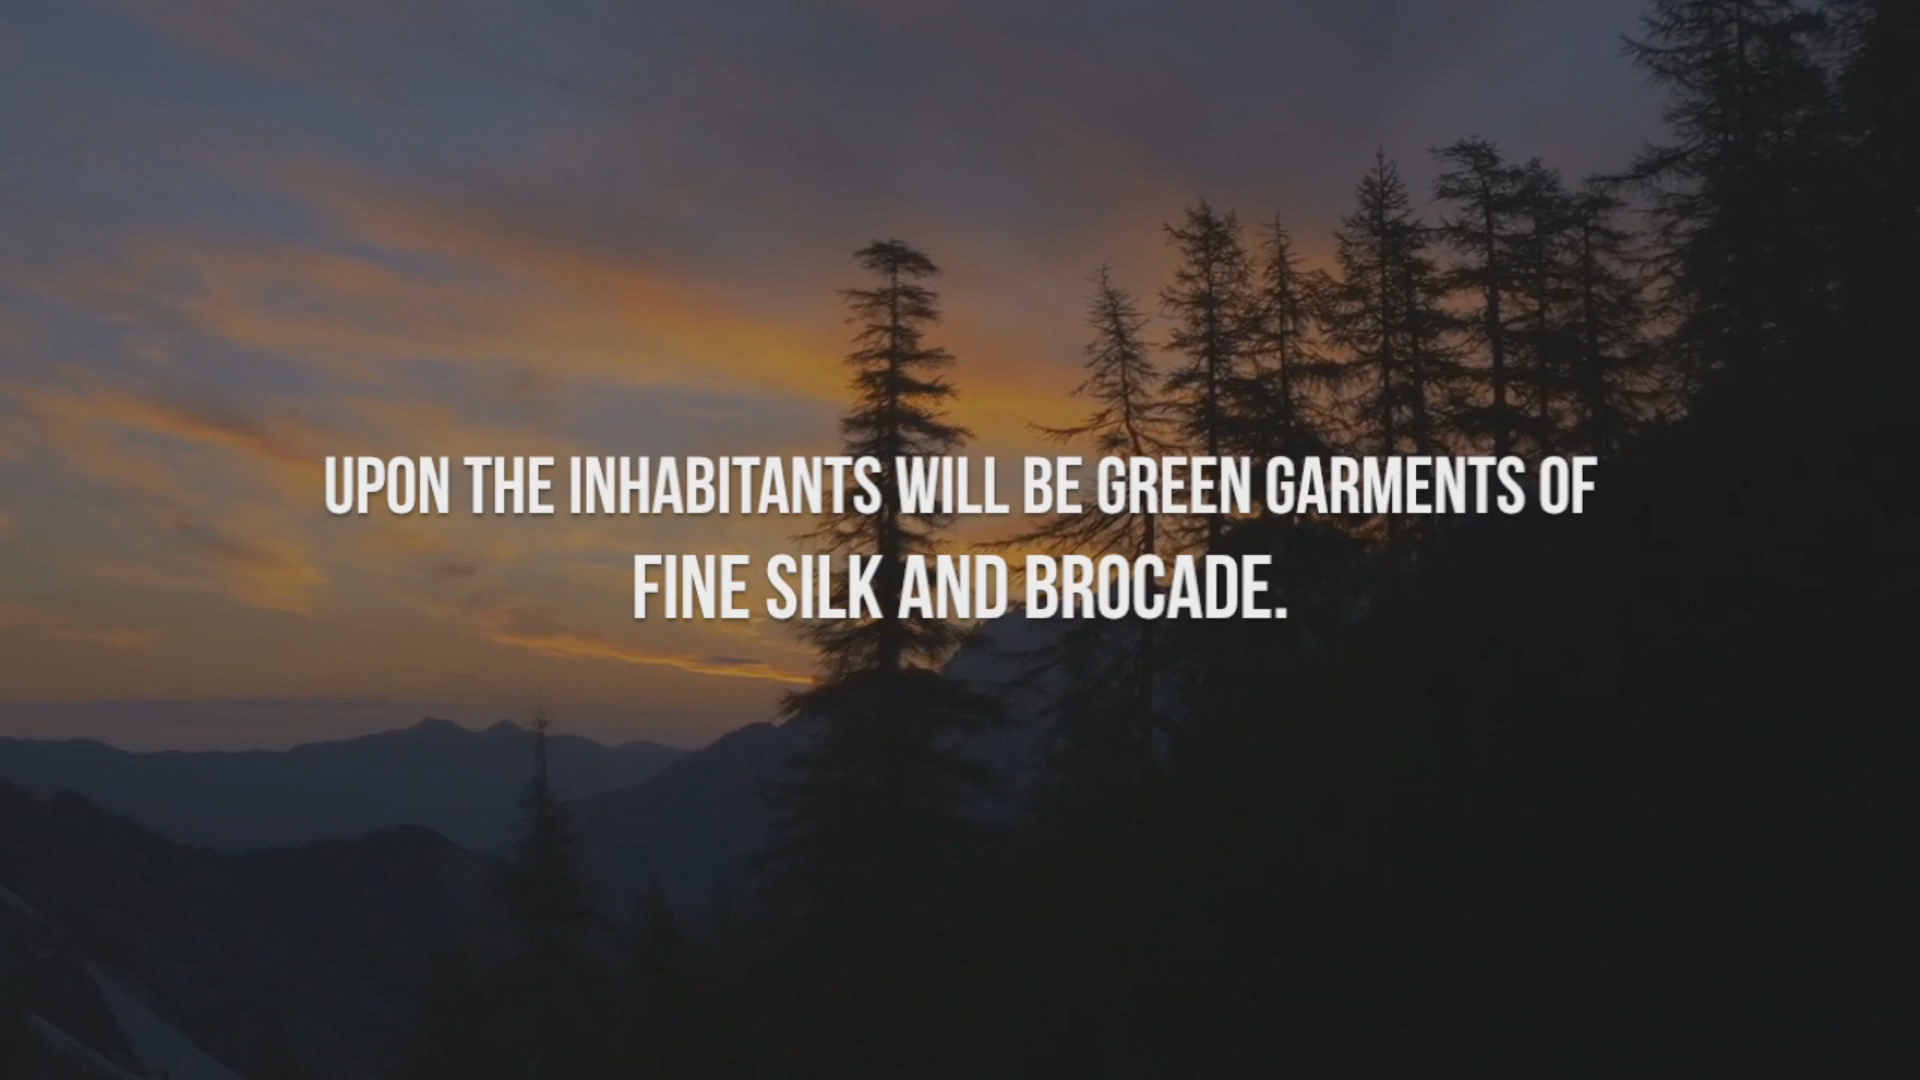 UPON THE INHABITANTS WILL BE GREEN GARMENTS OF
FINE SILK AND BROCADE.